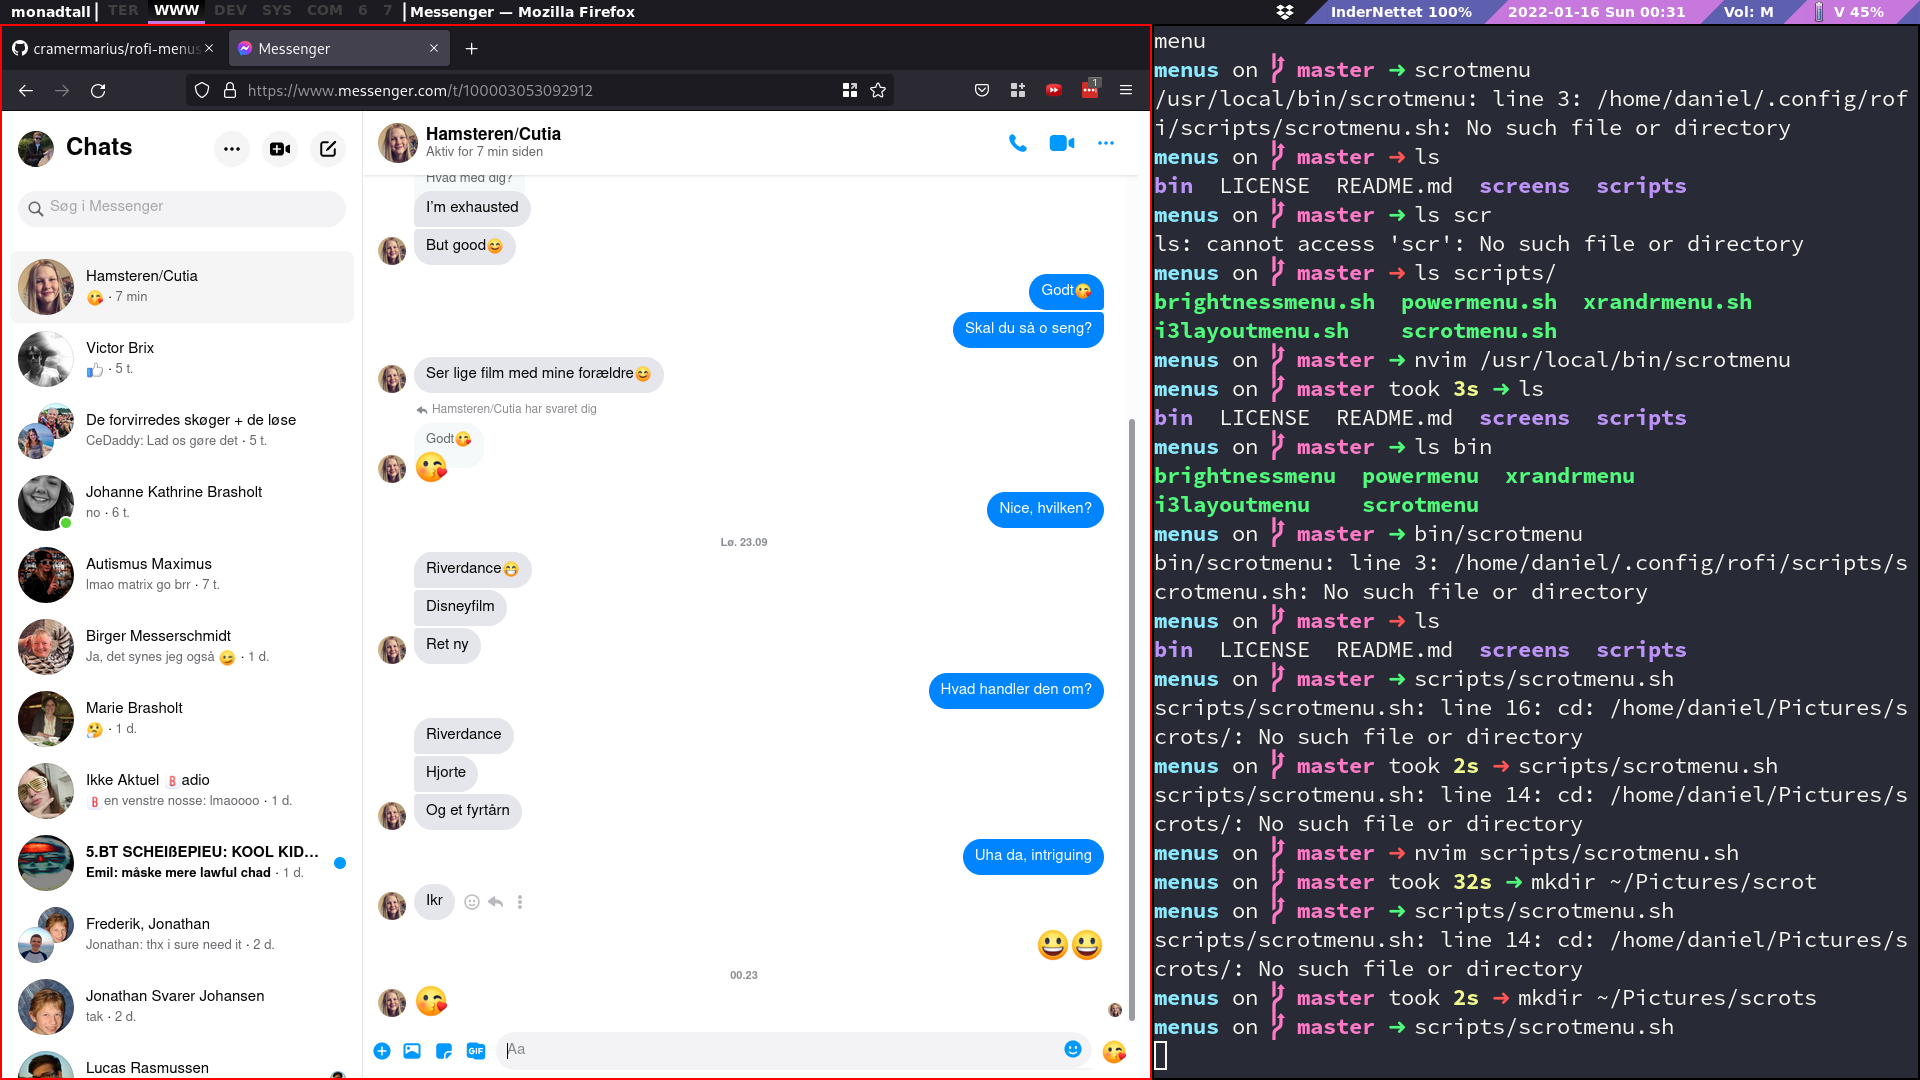 monadtall | TER WWW DEV SYS COM 6 7 | Messenger — Mozilla Firefox
InderNettet 100% 2022-01-16 Sun 00:31 Vol: M V 45%
cramermarius/rofi-menus
Messenger
https://www.messenger.com/t/100003053092912
1
Chats
Søg i Messenger
Hamsteren/Cutia
😘 · 7 min
Victor Brix
👍 · 5 t.
De forvirredes skøger + de løse
CeDaddy: Lad os gøre det · 5 t.
Johanne Kathrine Brasholt
no · 6 t.
Autismus Maximus
lmao matrix go brr · 7 t.
Birger Messerschmidt
Ja, det synes jeg også 😉 · 1 d.
Marie Brasholt
🤧 · 1 d.
Ikke Aktuel 🅱adio
🅱en venstre nosse: lmaoooo · 1 d.
5.BT SCHEIßEPIEU: KOOL KID...
Emil: måske mere lawful chad · 1 d.
Frederik, Jonathan
Jonathan: thx i sure need it · 2 d.
Jonathan Svarer Johansen
tak · 2 d.
Lucas Rasmussen
Hamsteren/Cutia
Aktiv for 7 min siden
Hvad med dig?
I'm exhausted
But good😊
Godt😘
Skal du så o seng?
Ser lige film med mine forældre😊
Hamsteren/Cutia har svaret dig
Godt😘
😘
Nice, hvilken?
Lø. 23.09
Riverdance😁
Disneyfilm
Ret ny
Hvad handler den om?
Riverdance
Hjorte
Og et fyrtårn
Uha da, intriguing
Ikr
😃😃
00.23
😘
GIF
Aa
menu
menus on master ➜ scrotmenu
/usr/local/bin/scrotmenu: line 3: /home/daniel/.config/rof
i/scripts/scrotmenu.sh: No such file or directory
menus on master ➜ ls
bin LICENSE README.md screens scripts
menus on master ➜ ls scr
ls: cannot access 'scr': No such file or directory
menus on master ➜ ls scripts/
brightnessmenu.sh powermenu.sh xrandrmenu.sh
i3layoutmenu.sh scrotmenu.sh
menus on master ➜ nvim /usr/local/bin/scrotmenu
menus on master took 3s ➜ ls
bin LICENSE README.md screens scripts
menus on master ➜ ls bin
brightnessmenu powermenu xrandrmenu
i3layoutmenu scrotmenu
menus on master ➜ bin/scrotmenu
bin/scrotmenu: line 3: /home/daniel/.config/rofi/scripts/s
crotmenu.sh: No such file or directory
menus on master ➜ ls
bin LICENSE README.md screens scripts
menus on master ➜ scripts/scrotmenu.sh
scripts/scrotmenu.sh: line 16: cd: /home/daniel/Pictures/s
crots/: No such file or directory
menus on master took 2s ➜ scripts/scrotmenu.sh
scripts/scrotmenu.sh: line 14: cd: /home/daniel/Pictures/s
crots/: No such file or directory
menus on master ➜ nvim scripts/scrotmenu.sh
menus on master took 32s ➜ mkdir ~/Pictures/scrot
menus on master ➜ scripts/scrotmenu.sh
scripts/scrotmenu.sh: line 14: cd: /home/daniel/Pictures/s
crots/: No such file or directory
menus on master took 2s ➜ mkdir ~/Pictures/scrots
menus on master ➜ scripts/scrotmenu.sh